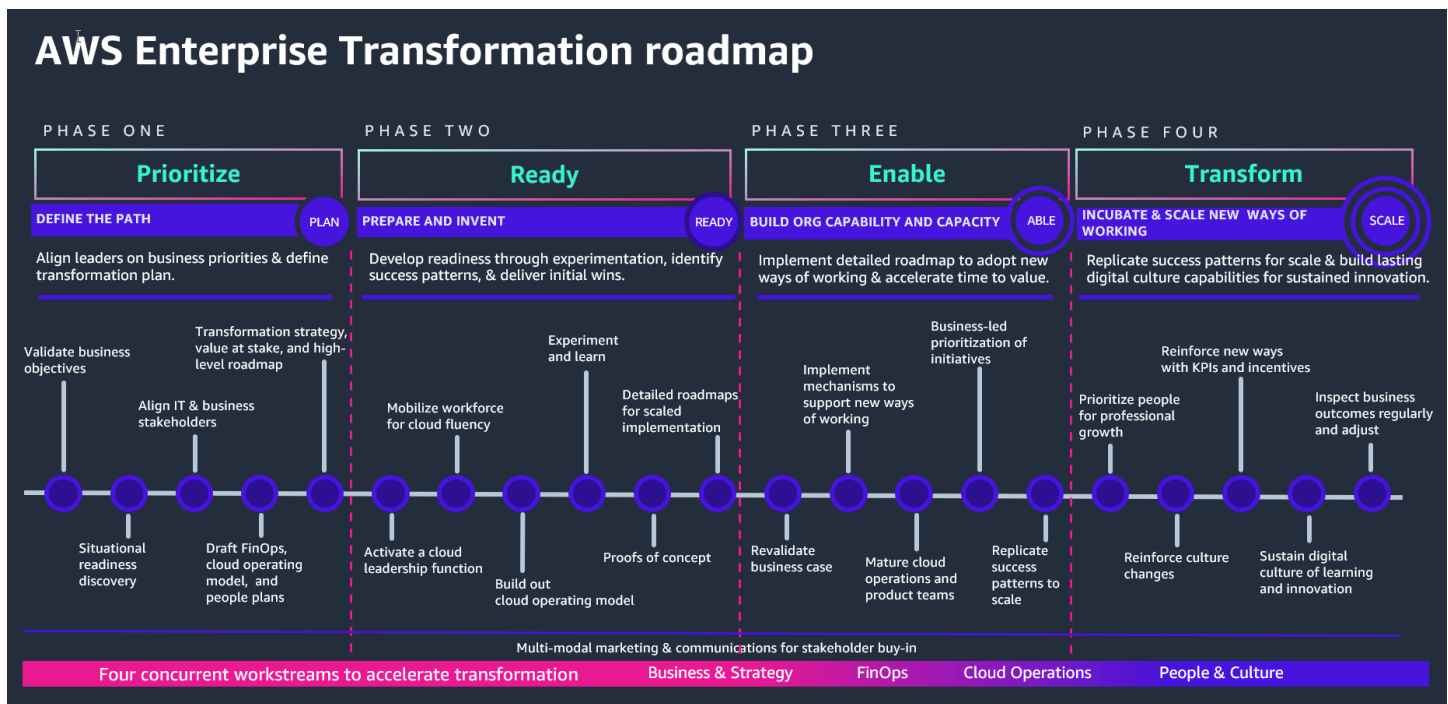 AWS Enterprise Transformation roadmap
PHASE ONE
Prioritize
DEFINE THE PATH
PLAN
Align leaders on business priorities & define
transformation plan.
Validate business
objectives
Situational
readiness
discovery
Align IT & business
stakeholders
Draft FinOps,
cloud operating
model, and
people plans
Transformation strategy,
value at stake, and high-
level roadmap
PHASE TWO
Ready
PREPARE AND INVENT
READY
Develop readiness through experimentation, identify
success patterns, & deliver initial wins.
Activate a cloud
leadership function
Mobilize workforce
for cloud fluency
Build out
cloud operating model
Experiment
and learn
Proofs of concept
Detailed roadmaps
for scaled
implementation
PHASE THREE
Enable
BUILD ORG CAPABILITY AND CAPACITY
ABLE
Implement detailed roadmap to adopt new
ways of working & accelerate time to value.
Revalidate
business case
Implement
mechanisms to
support new ways
of working
Mature cloud
operations and
product teams
Business-led
prioritization of
initiatives
Replicate
success
patterns to
scale
PHASE FOUR
Transform
INCUBATE & SCALE NEW WAYS OF
WORKING
SCALE
Replicate success patterns for scale & build lasting
digital culture capabilities for sustained innovation.
Prioritize people
for professional
growth
Reinforce culture
changes
Reinforce new ways
with KPIs and incentives
Sustain digital
culture of learning
and innovation
Inspect business
outcomes regularly
and adjust
Multi-modal marketing & communications for stakeholder buy-in
Four concurrent workstreams to accelerate transformation
Business & Strategy
FinOps
Cloud Operations
People & Culture